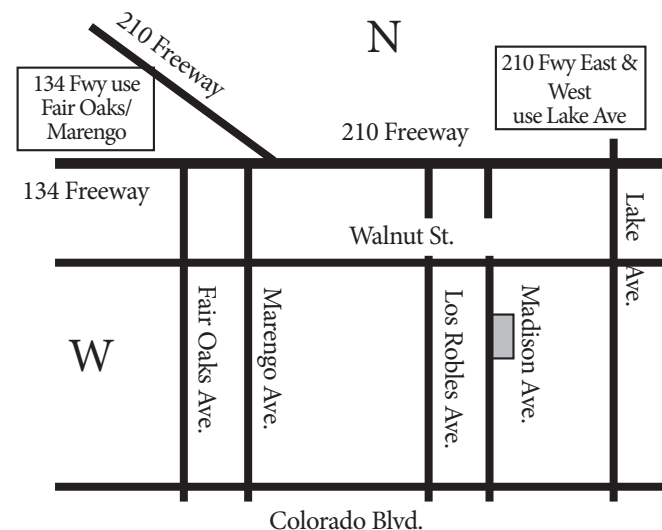 210 Freeway
N
134 Fwy use
Fair Oaks/
Marengo
210 Fwy East &
West
use Lake Ave
210 Freeway
134 Freeway
Lake Ave.
Walnut St.
W
Fair Oaks Ave.
Marengo Ave.
Los Robles Ave.
Madison Ave.
Colorado Blvd.